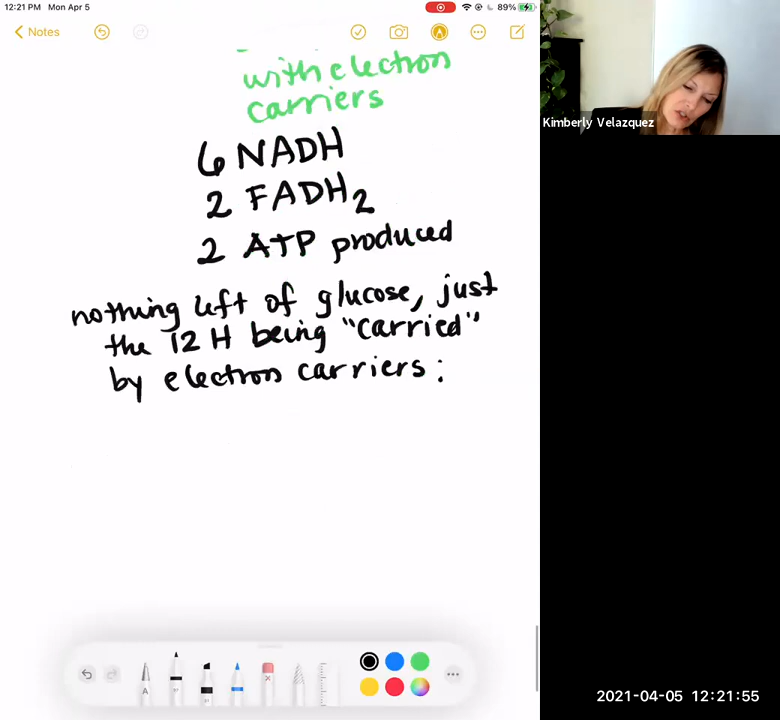 12:21 PM Mon Apr 5
89%
Notes
with electron
carriers
6 NADH
2 FADH2
2 ATP produced
nothing left of glucose, just
the 12 H being "carried"
by electron carriers:
Kimberly Velazquez
A
2021-04-05 12:21:55